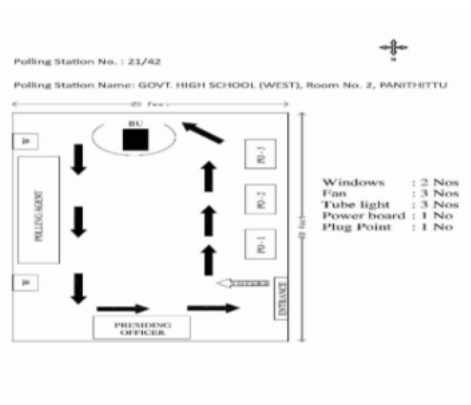 N
Polling Station No. : 21/42
Polling Station Name: GOVT. HIGH SCHOOL (WEST), Room No. 2, PANITHITTU
BU
W
POLLING AGENT
W
PO - 3
PO - 2
PO - 1
ENTRANCE
PRESIDING
OFFICER
Windows : 2 Nos
Fan : 3 Nos
Tube light : 3 Nos
Power board : 1 No
Plug Point : 1 No